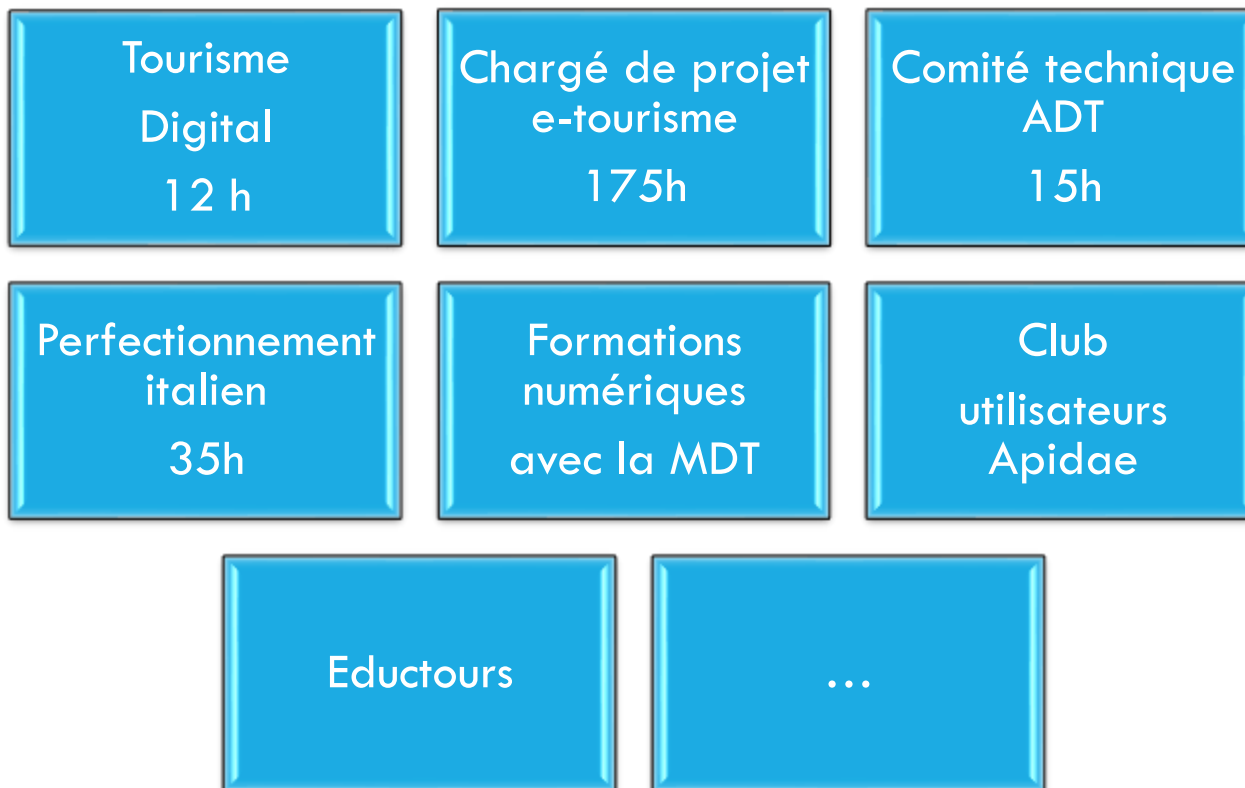 Tourisme
Digital
12 h
Chargé de projet
e-tourisme
175h
Comité technique
ADT
15h
Perfectionnement
italien
35h
Formations
numériques
avec la MDT
Club
utilisateurs
Apidae
Eductours
...